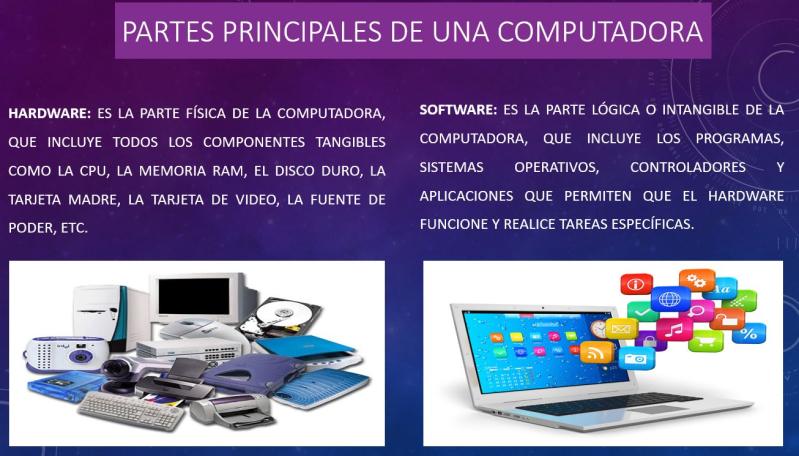 PARTES PRINCIPALES DE UNA COMPUTADORA
HARDWARE: ES LA PARTE FÍSICA DE LA COMPUTADORA,
QUE INCLUYE TODOS LOS COMPONENTES TANGIBLES
COMO LA CPU, LA MEMORIA RAM, EL DISCO DURO, LA
TARJETA MADRE, LA TARJETA DE VIDEO, LA FUENTE DE
PODER, ETC.
SOFTWARE: ES LA PARTE LÓGICA O INTANGIBLE DE LA
COMPUTADORA, QUE INCLUYE LOS PROGRAMAS,
SISTEMAS OPERATIVOS, CONTROLADORES Y
APLICACIONES QUE PERMITEN QUE EL HARDWARE
FUNCIONE Y REALICE TAREAS ESPECÍFICAS.
Aa
%